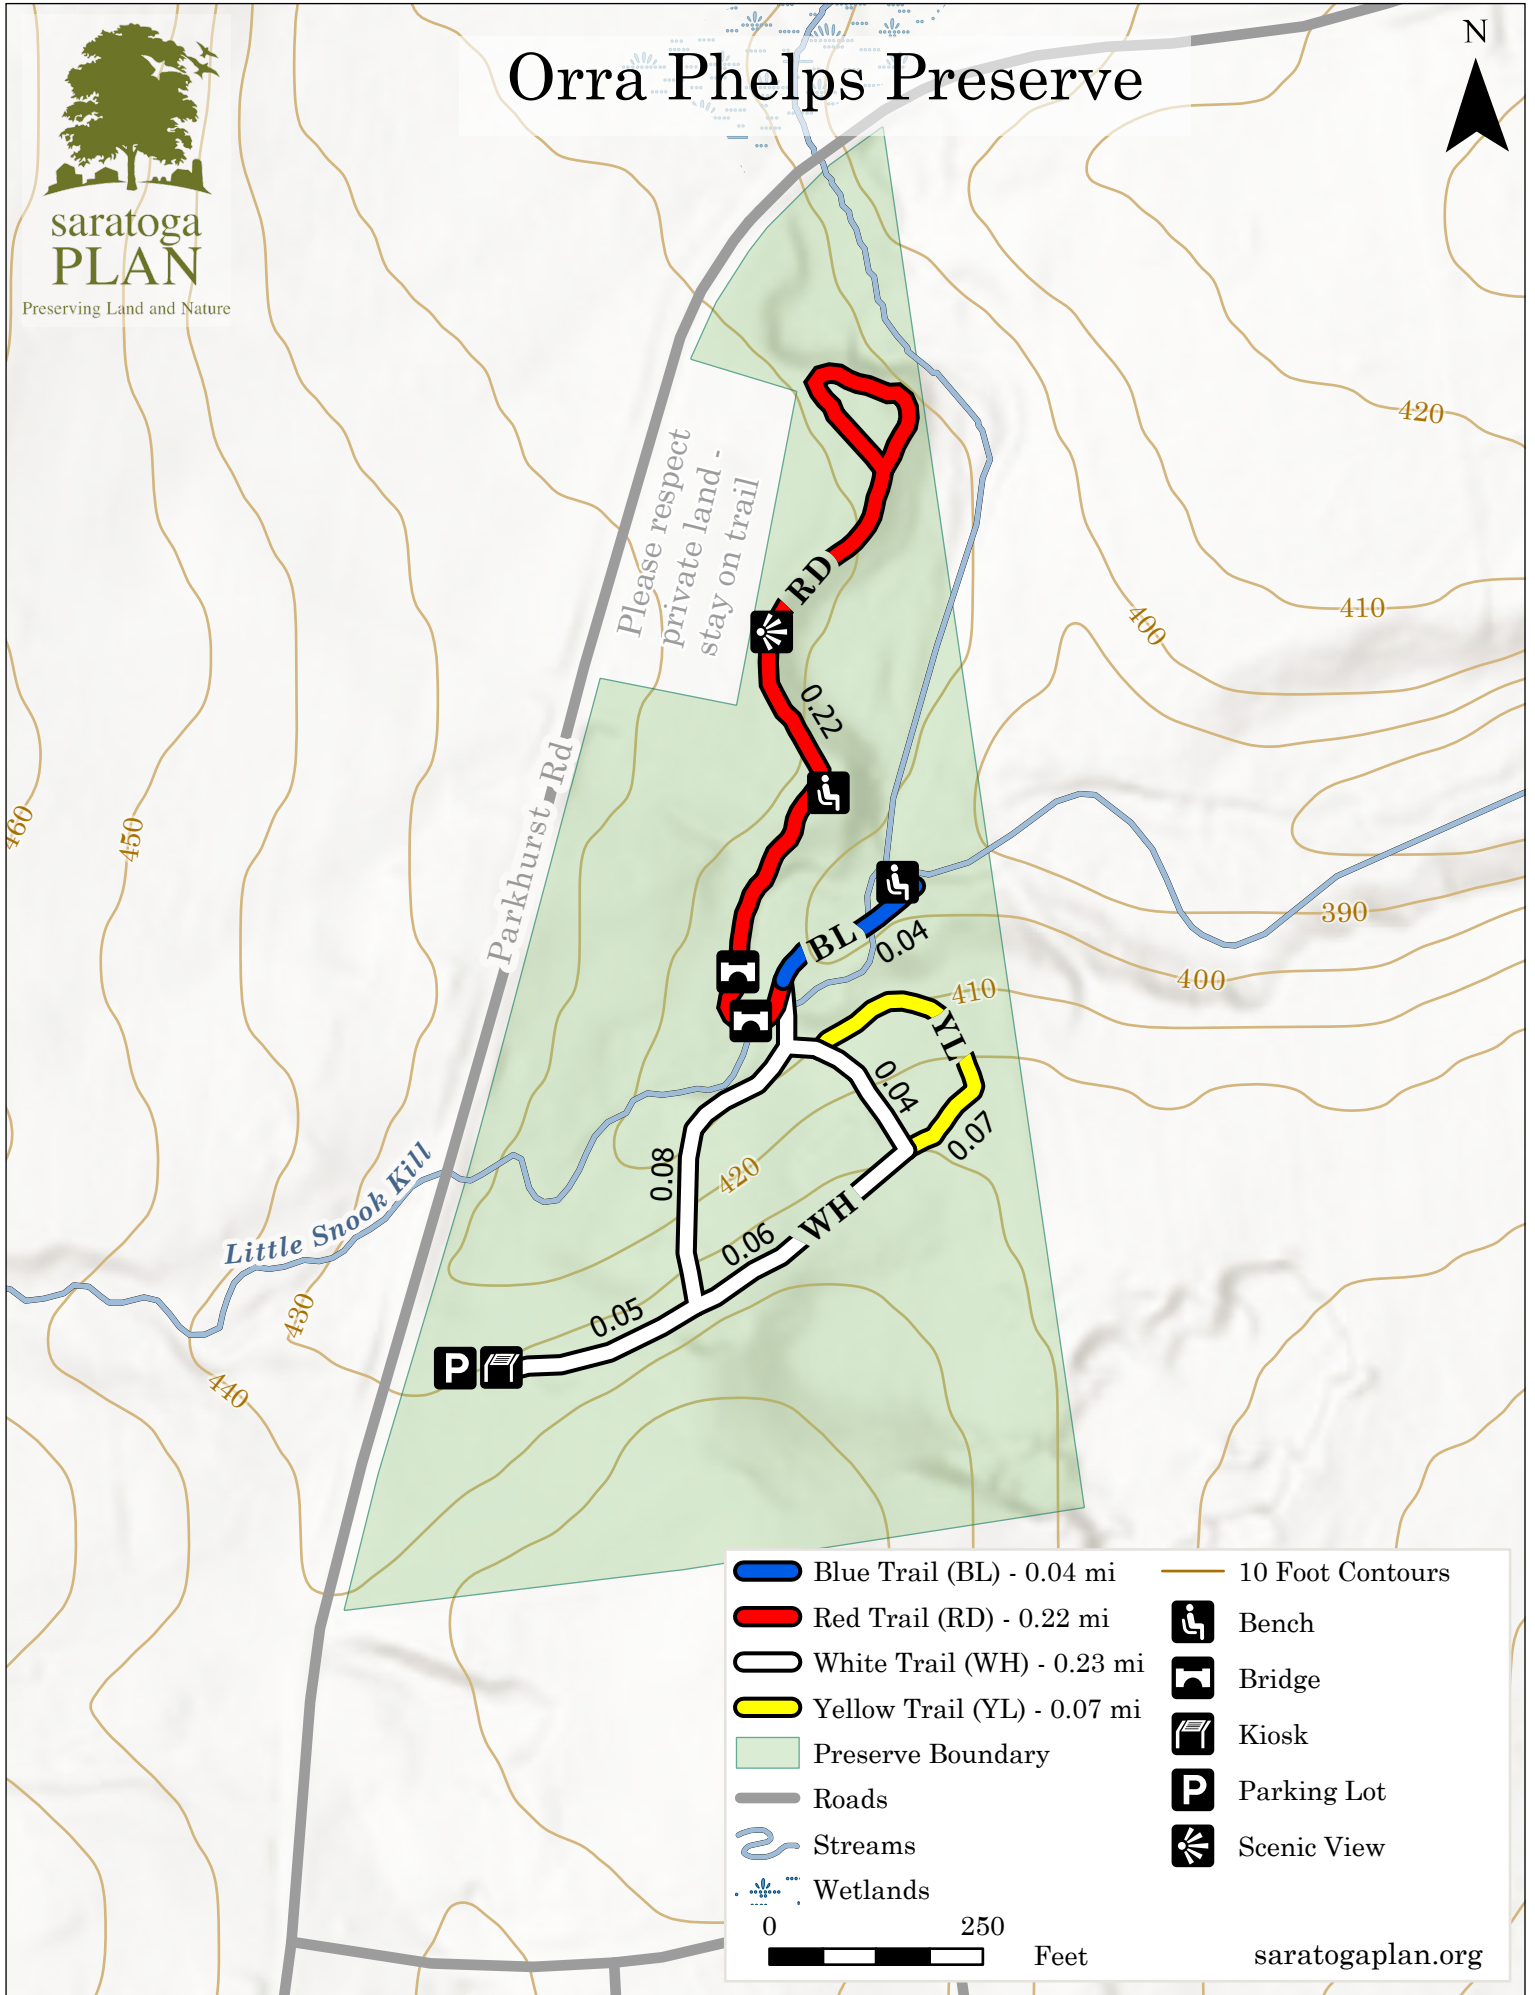 Orra Phelps Preserve
N
saratoga
PLAN
Preserving Land and Nature
420
410
400
Please respect
private land -
stay on trail
RD
0.22
Parkhurst Rd
460
450
BL
0.04
390
400
410
YL
0.04
0.07
0.08
420
WH
0.06
0.05
Little Snook Kill
430
440
P
Blue Trail (BL) - 0.04 mi
Red Trail (RD) - 0.22 mi
White Trail (WH) - 0.23 mi
Yellow Trail (YL) - 0.07 mi
Preserve Boundary
Roads
Streams
Wetlands
0 250
Feet
10 Foot Contours
Bench
Bridge
Kiosk
P Parking Lot
Scenic View
saratogaplan.org